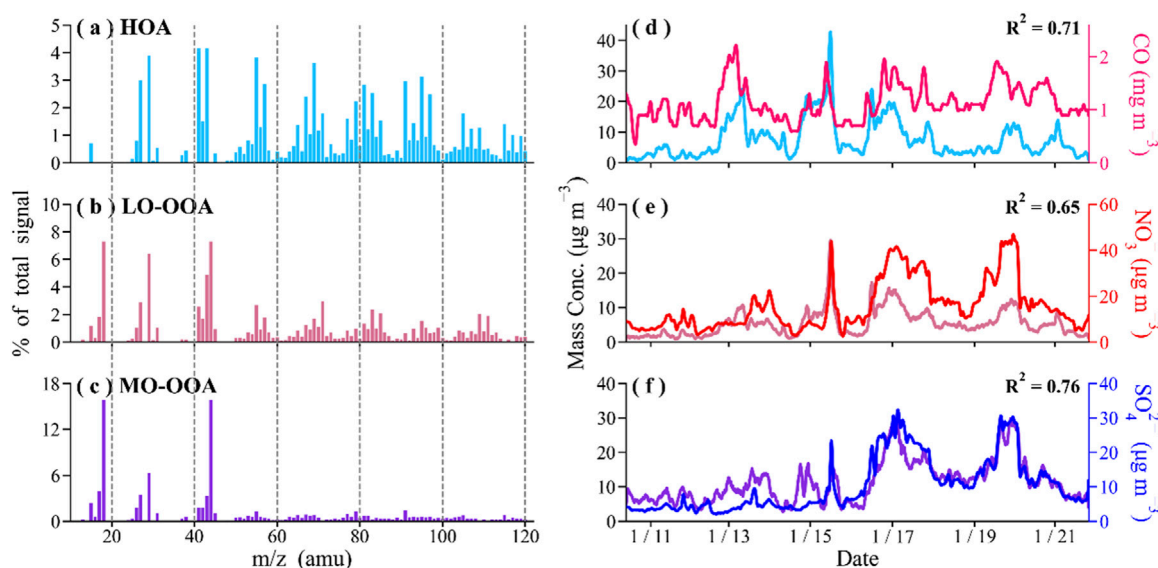 ( a ) HOA
5
4
3
2
1
0
( b ) LO-OOA
10
8
6
4
2
0
( c ) MO-OOA
18
12
6
0
20
40
60
80
100
120
m/z (amu)
% of total signal
( d )
R² = 0.71
40
30
20
10
0
2
1
0
CO (mg m⁻³)
( e )
R² = 0.65
40
30
20
10
0
60
40
20
0
NO₃⁻ (μg m⁻³)
( f )
R² = 0.76
40
30
20
10
0
40
30
20
10
0
SO₄²⁻ (μg m⁻³)
Mass Conc. (μg m⁻³)
1 / 11
1 / 13
1 / 15
1 / 17
1 / 19
1 / 21
Date